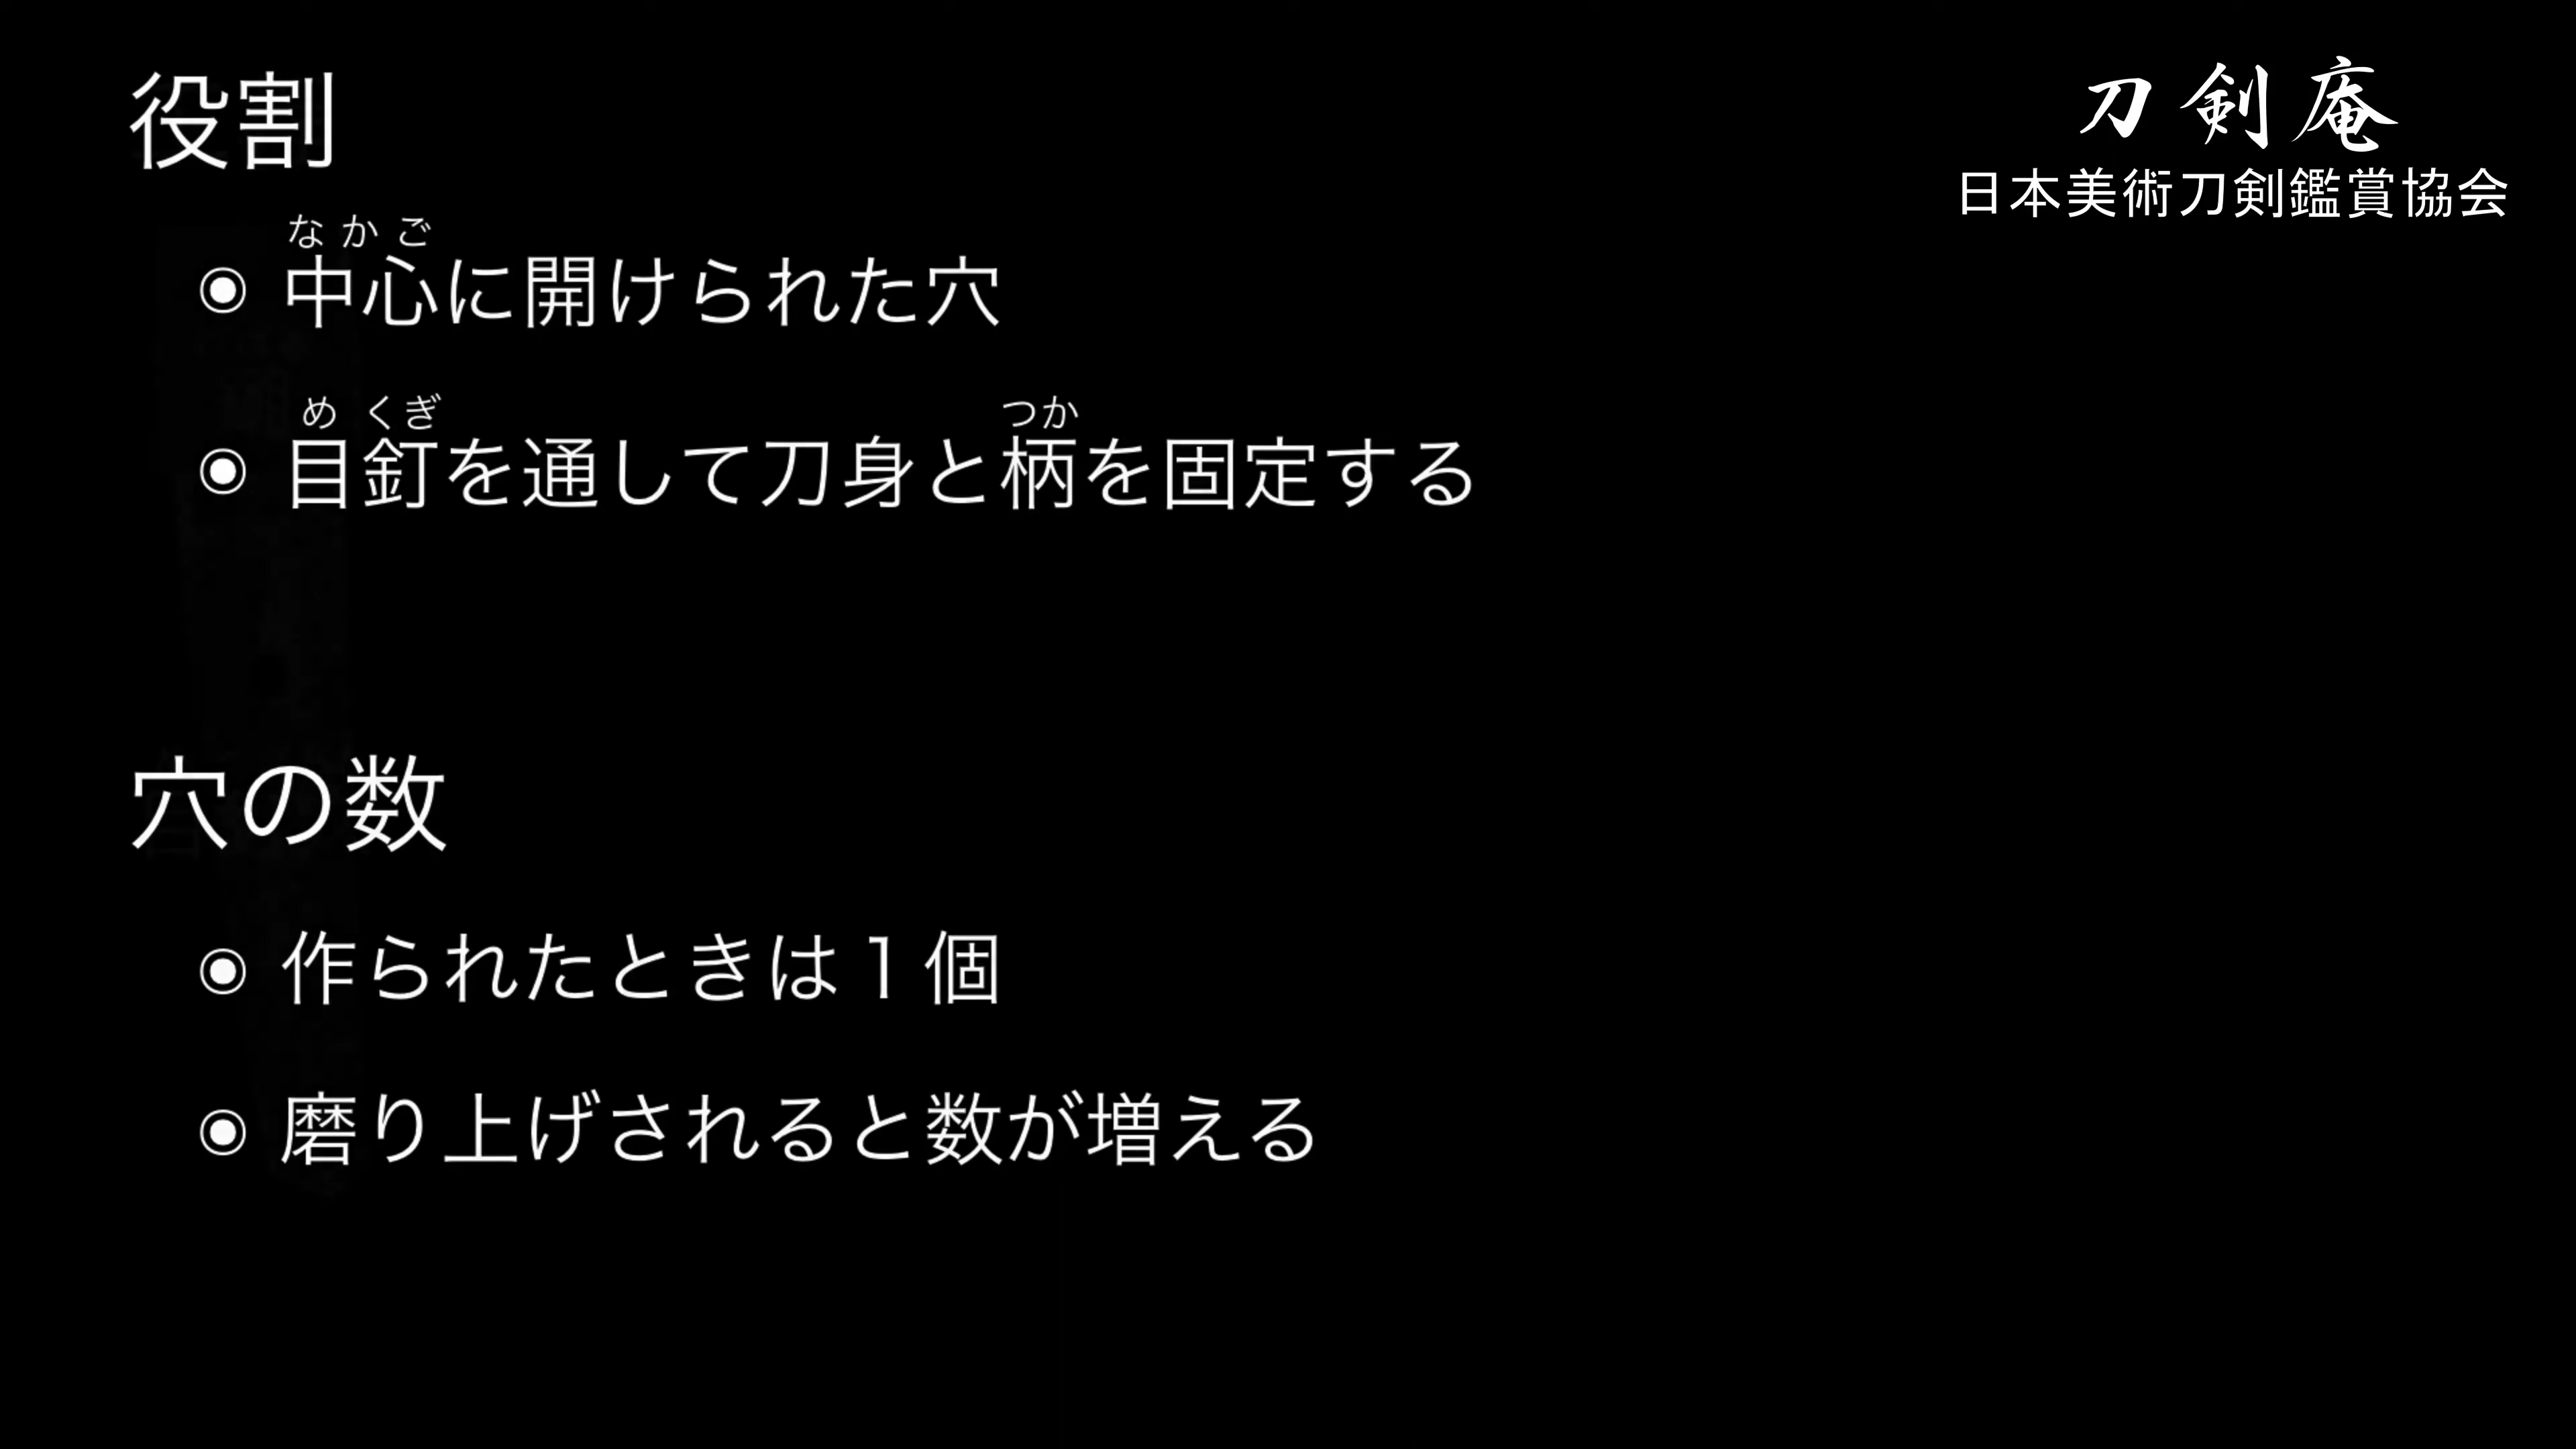 役割
なかご
◉ 中心に開けられた穴
めくぎ つか
◉ 目釘を通して刀身と柄を固定する
穴の数
◉ 作られたときは１個
◉ 磨り上げされると数が増える
刀剣庵
日本美術刀剣鑑賞協会